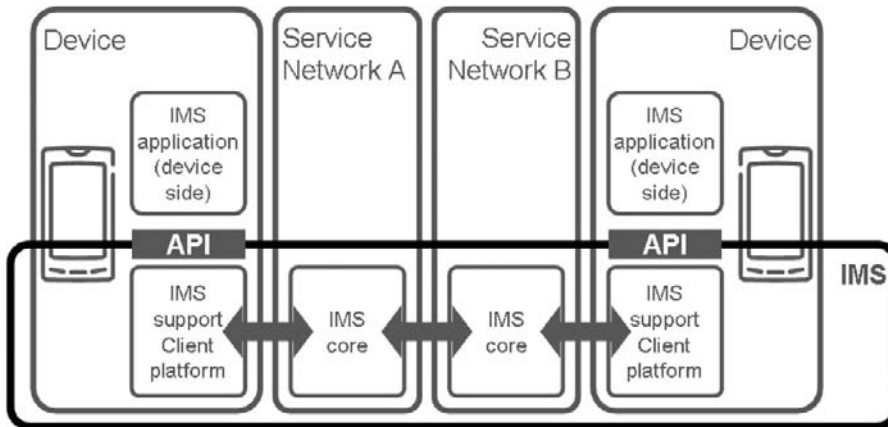 Device
Service
Network A
Service
Network B
Device
IMS
application
(device
side)
IMS
application
(device
side)
API
API
IMS
IMS
support
Client
platform
IMS
core
IMS
core
IMS
support
Client
platform